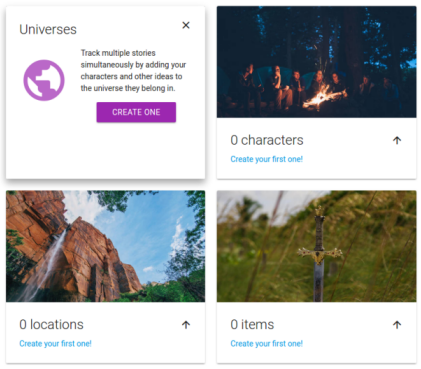 Universes
Track multiple stories
simultaneously by adding your
characters and other ideas to
the universe they belong in.
CREATE ONE
0 characters
Create your first one!
0 locations
Create your first one!
0 items
Create your first one!